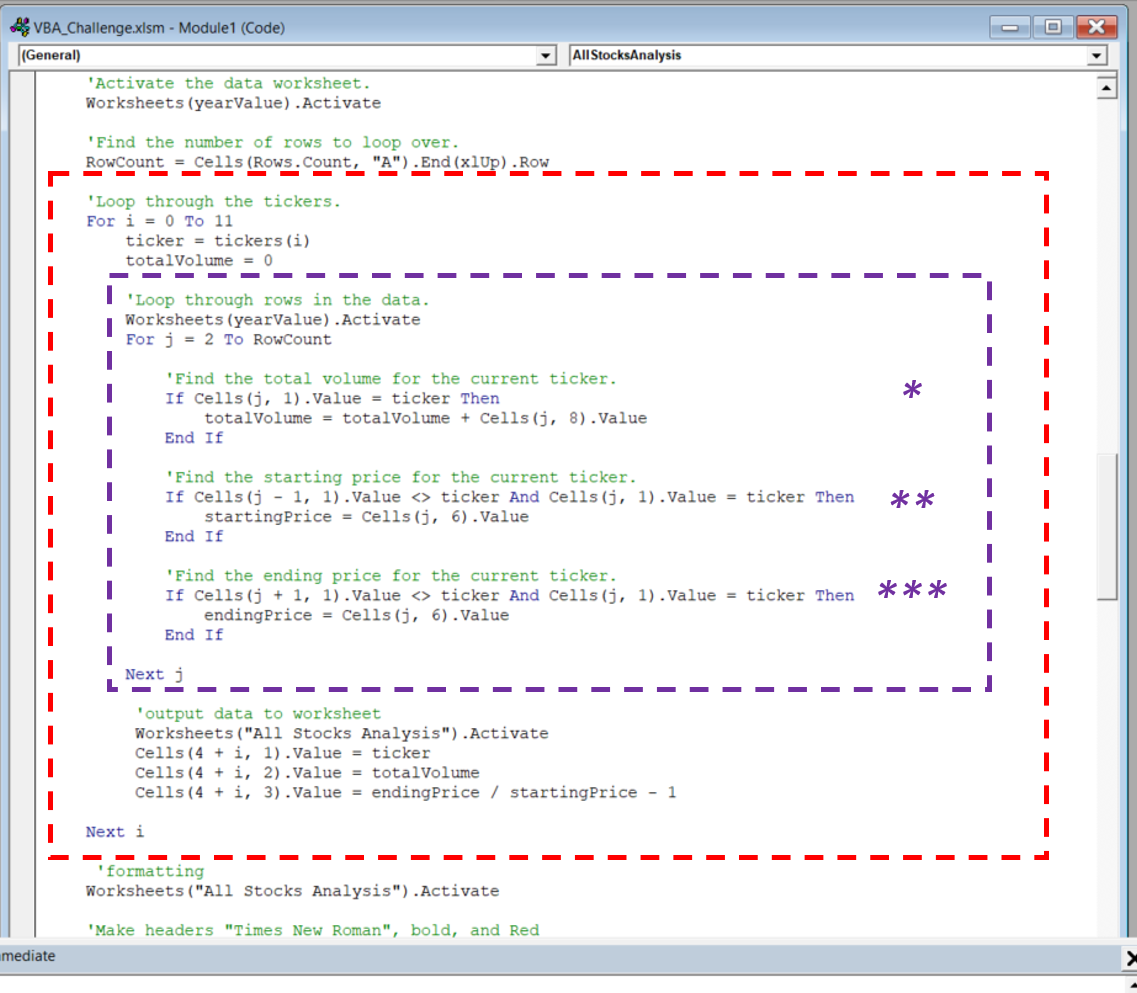 VBA_Challenge.xlsm - Module1 (Code)
(General) AllStocksAnalysis
'Activate the data worksheet.
Worksheets(yearValue).Activate
'Find the number of rows to loop over.
RowCount = Cells(Rows.Count, "A").End(xlUp).Row
'Loop through the tickers.
For i = 0 To 11
ticker = tickers(i)
totalVolume = 0
'Loop through rows in the data.
Worksheets(yearValue).Activate
For j = 2 To RowCount
'Find the total volume for the current ticker.
If Cells(j, 1).Value = ticker Then *
totalVolume = totalVolume + Cells(j, 8).Value
End If
'Find the starting price for the current ticker.
If Cells(j - 1, 1).Value <> ticker And Cells(j, 1).Value = ticker Then **
startingPrice = Cells(j, 6).Value
End If
'Find the ending price for the current ticker.
If Cells(j + 1, 1).Value <> ticker And Cells(j, 1).Value = ticker Then ***
endingPrice = Cells(j, 6).Value
End If
Next j
'output data to worksheet
Worksheets("All Stocks Analysis").Activate
Cells(4 + i, 1).Value = ticker
Cells(4 + i, 2).Value = totalVolume
Cells(4 + i, 3).Value = endingPrice / startingPrice - 1
Next i
'formatting
Worksheets("All Stocks Analysis").Activate
'Make headers "Times New Roman", bold, and Red
mmediate